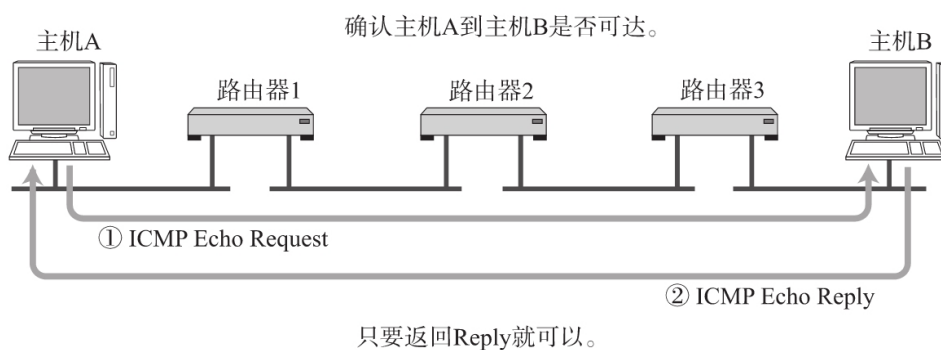 确认主机A到主机B是否可达。
主机A
主机B
路由器1
路由器2
路由器3
① ICMP Echo Request
② ICMP Echo Reply
只要返回Reply就可以。